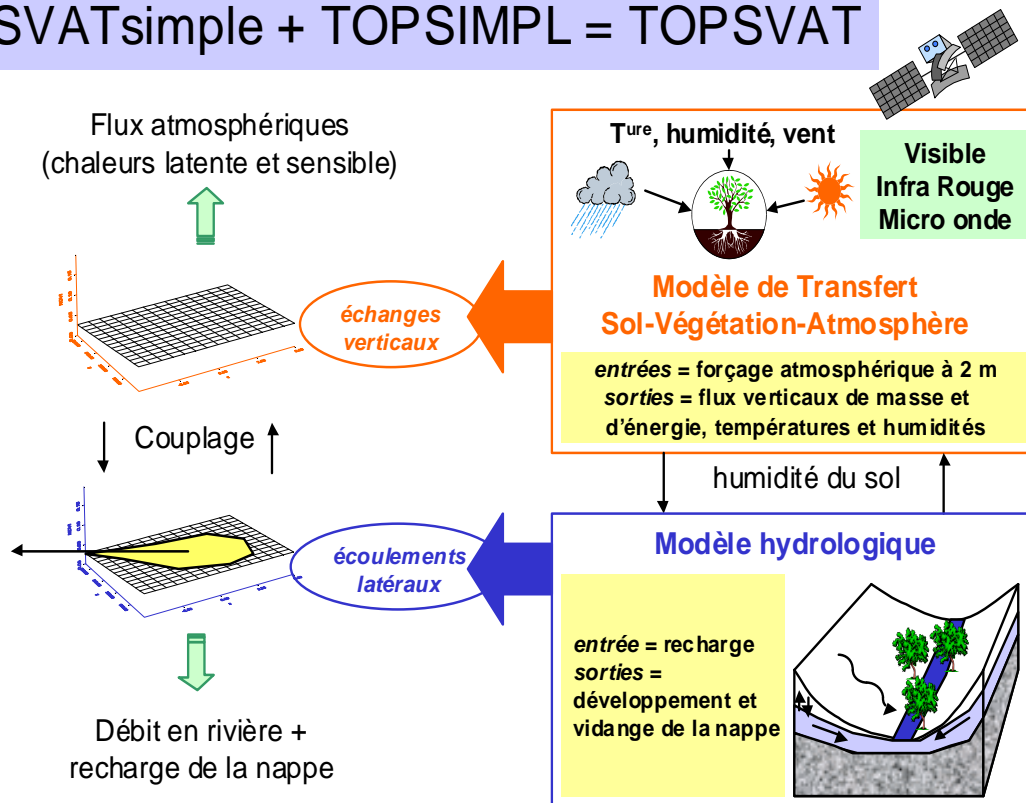 SVATsimple + TOPSIMPL = TOPSVAT
Flux atmosphériques
(chaleurs latente et sensible)
Ture, humidité, vent
Visible
Infra Rouge
Micro onde
échanges
verticaux
Modèle de Transfert
Sol-Végétation-Atmosphère
entrées = forçage atmosphérique à 2 m
sorties = flux verticaux de masse et
d'énergie, températures et humidités
Couplage
humidité du sol
écoulements
latéraux
Modèle hydrologique
entrée = recharge
sorties =
développement et
vidange de la nappe
Débit en rivière +
recharge de la nappe